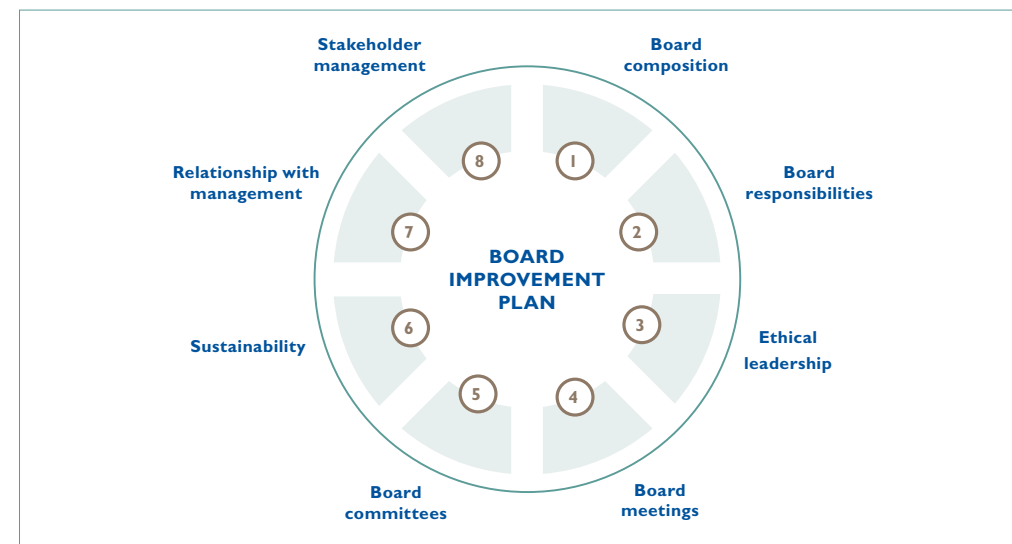 Stakeholder
management
Board
composition
8
1
Relationship with
management
Board
responsibilities
7
2
BOARD
IMPROVEMENT
PLAN
6
3
Sustainability
Ethical
leadership
5
4
Board
committees
Board
meetings